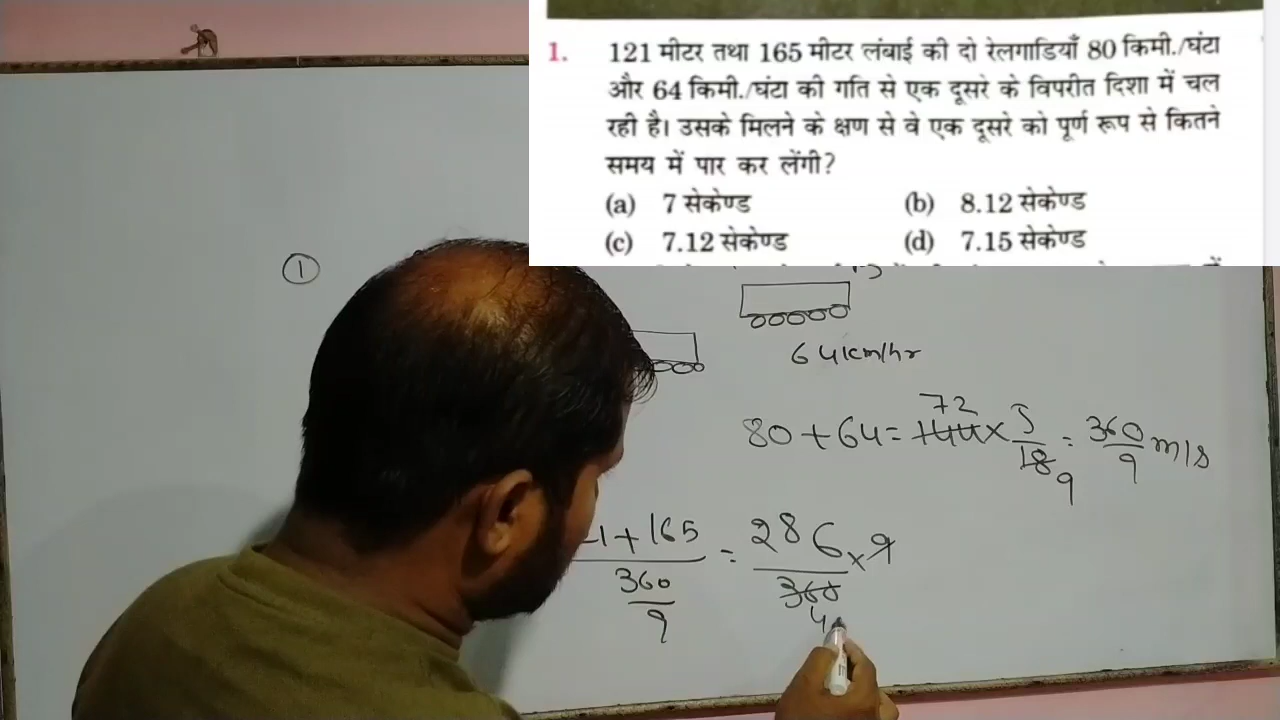 1. 121 मीटर तथा 165 मीटर लंबाई की दो रेलगाडियाँ 80 किमी./घंटा
और 64 किमी./घंटा की गति से एक दूसरे के विपरीत दिशा में चल
रही है। उसके मिलने के क्षण से वे एक दूसरे को पूर्ण रूप से कितने
समय में पार कर लेंगी?
(a) 7 सेकेण्ड (b) 8.12 सेकेण्ड
(c) 7.12 सेकेण्ड (d) 7.15 सेकेण्ड
1
64km/hr
72
80+64=144×5/18=360/9 m/s
9
1+165/360/9 = 286×9/360
4